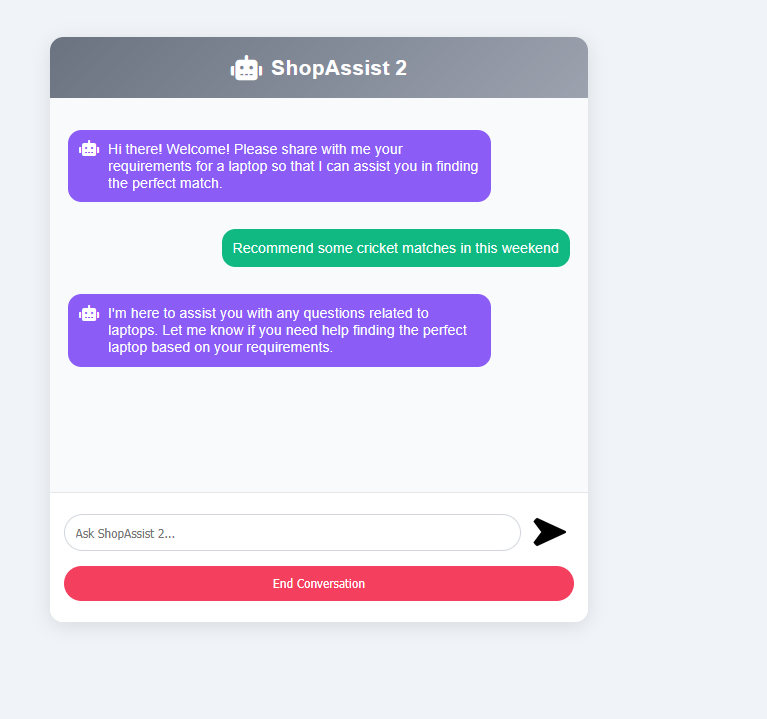 ShopAssist 2
Hi there! Welcome! Please share with me your
requirements for a laptop so that I can assist you in finding
the perfect match.
Recommend some cricket matches in this weekend
I'm here to assist you with any questions related to
laptops. Let me know if you need help finding the perfect
laptop based on your requirements.
Ask ShopAssist 2...
End Conversation